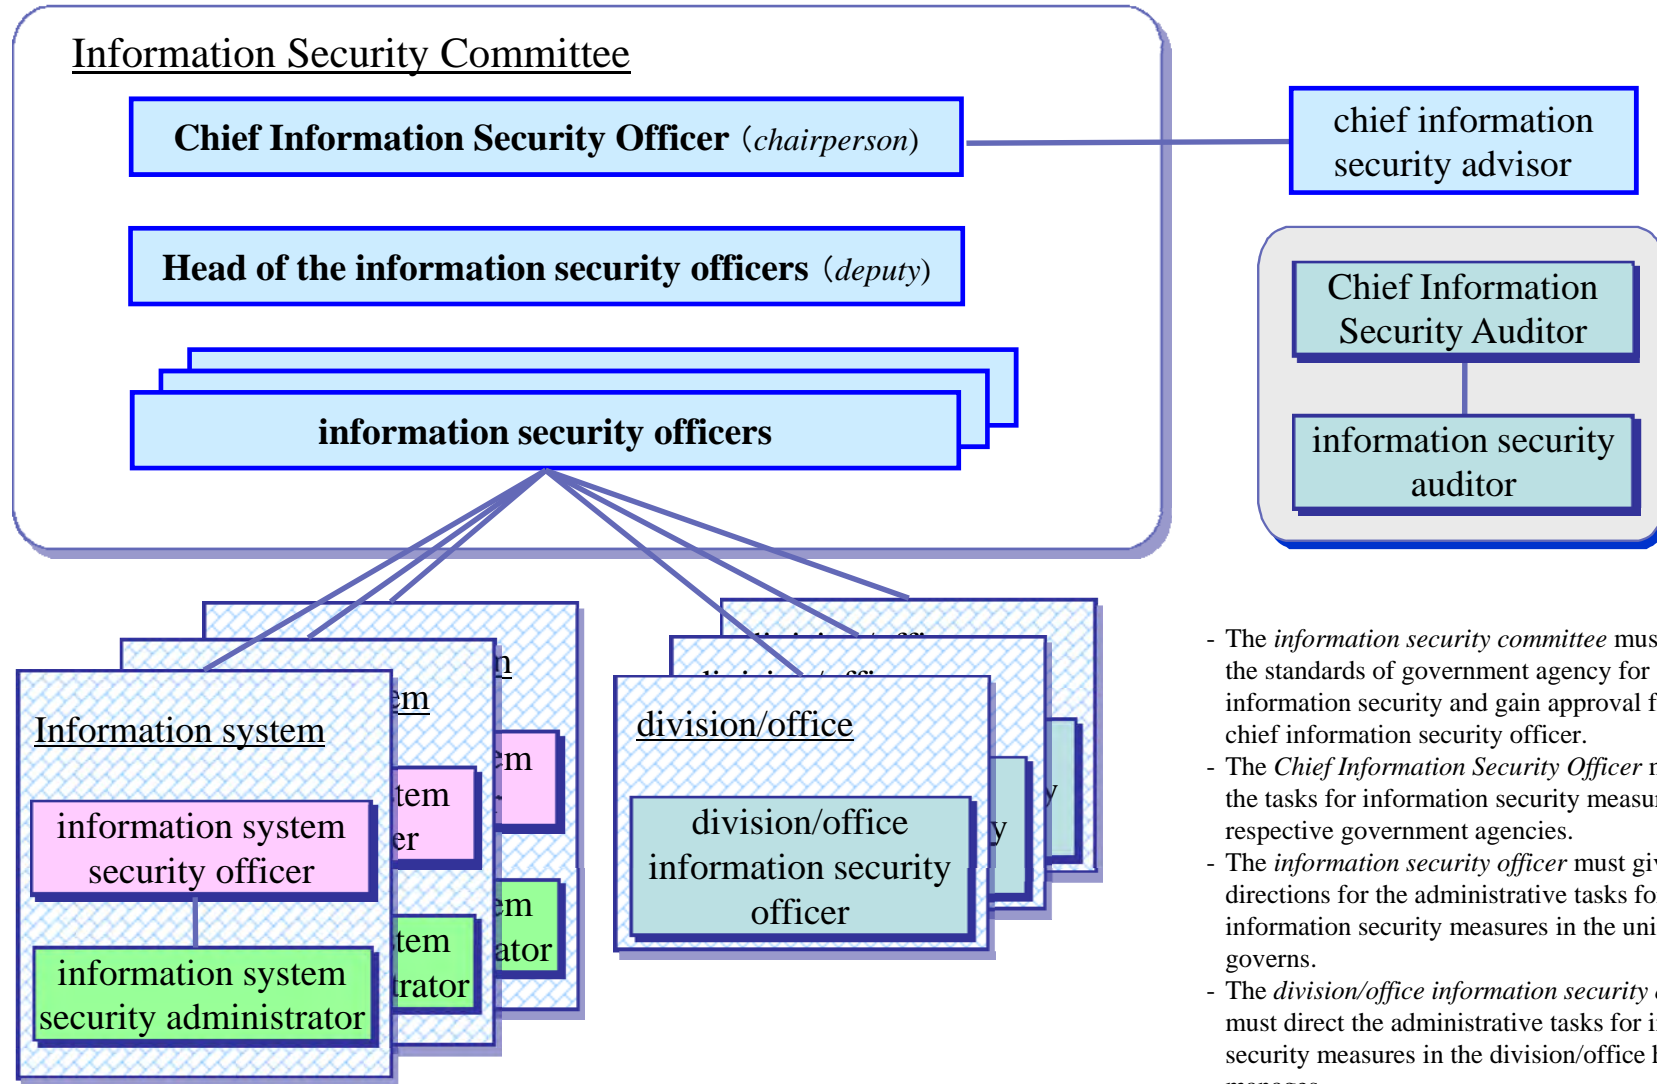 Information Security Committee
Chief Information Security Officer (chairperson)
chief information
security advisor
Head of the information security officers (deputy)
Chief Information
Security Auditor
information security officers
information security
auditor
Information system
information system
security officer
information system
security administrator
division/office
division/office
information security
officer
- The information security committee must
the standards of government agency for
information security and gain approval
chief information security officer.
- The Chief Information Security Officer
the tasks for information security
respective government agencies.
- The information security officer must
directions for the administrative tasks
information security measures in the
governs.
- The division/office information security
must direct the administrative tasks for
security measures in the division/office